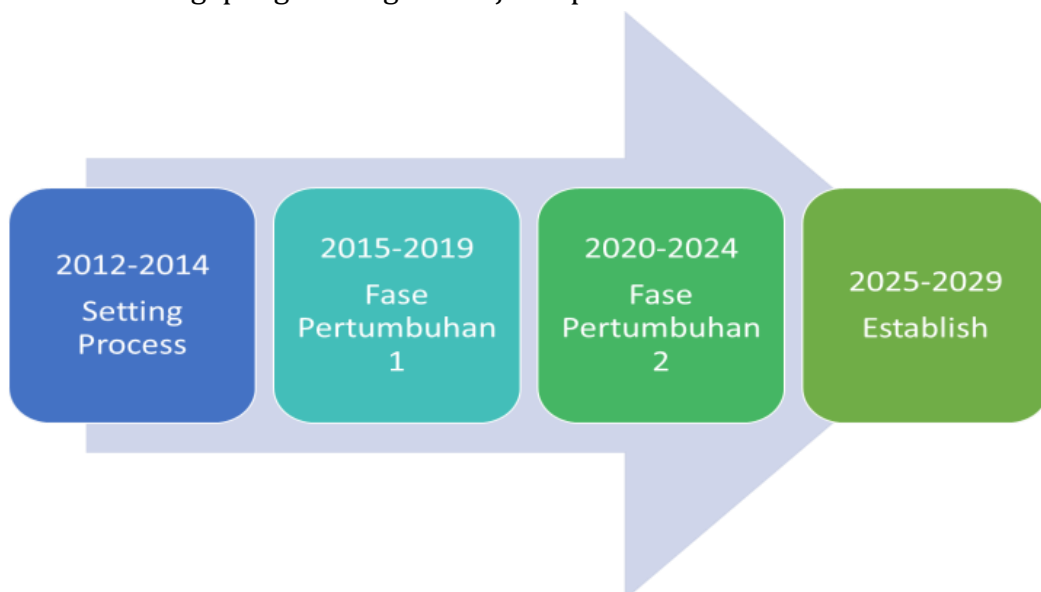 2012-2014
Setting
Process
2015-2019
Fase
Pertumbuhan
1
2020-2024
Fase
Pertumbuhan
2
2025-2029
Establish